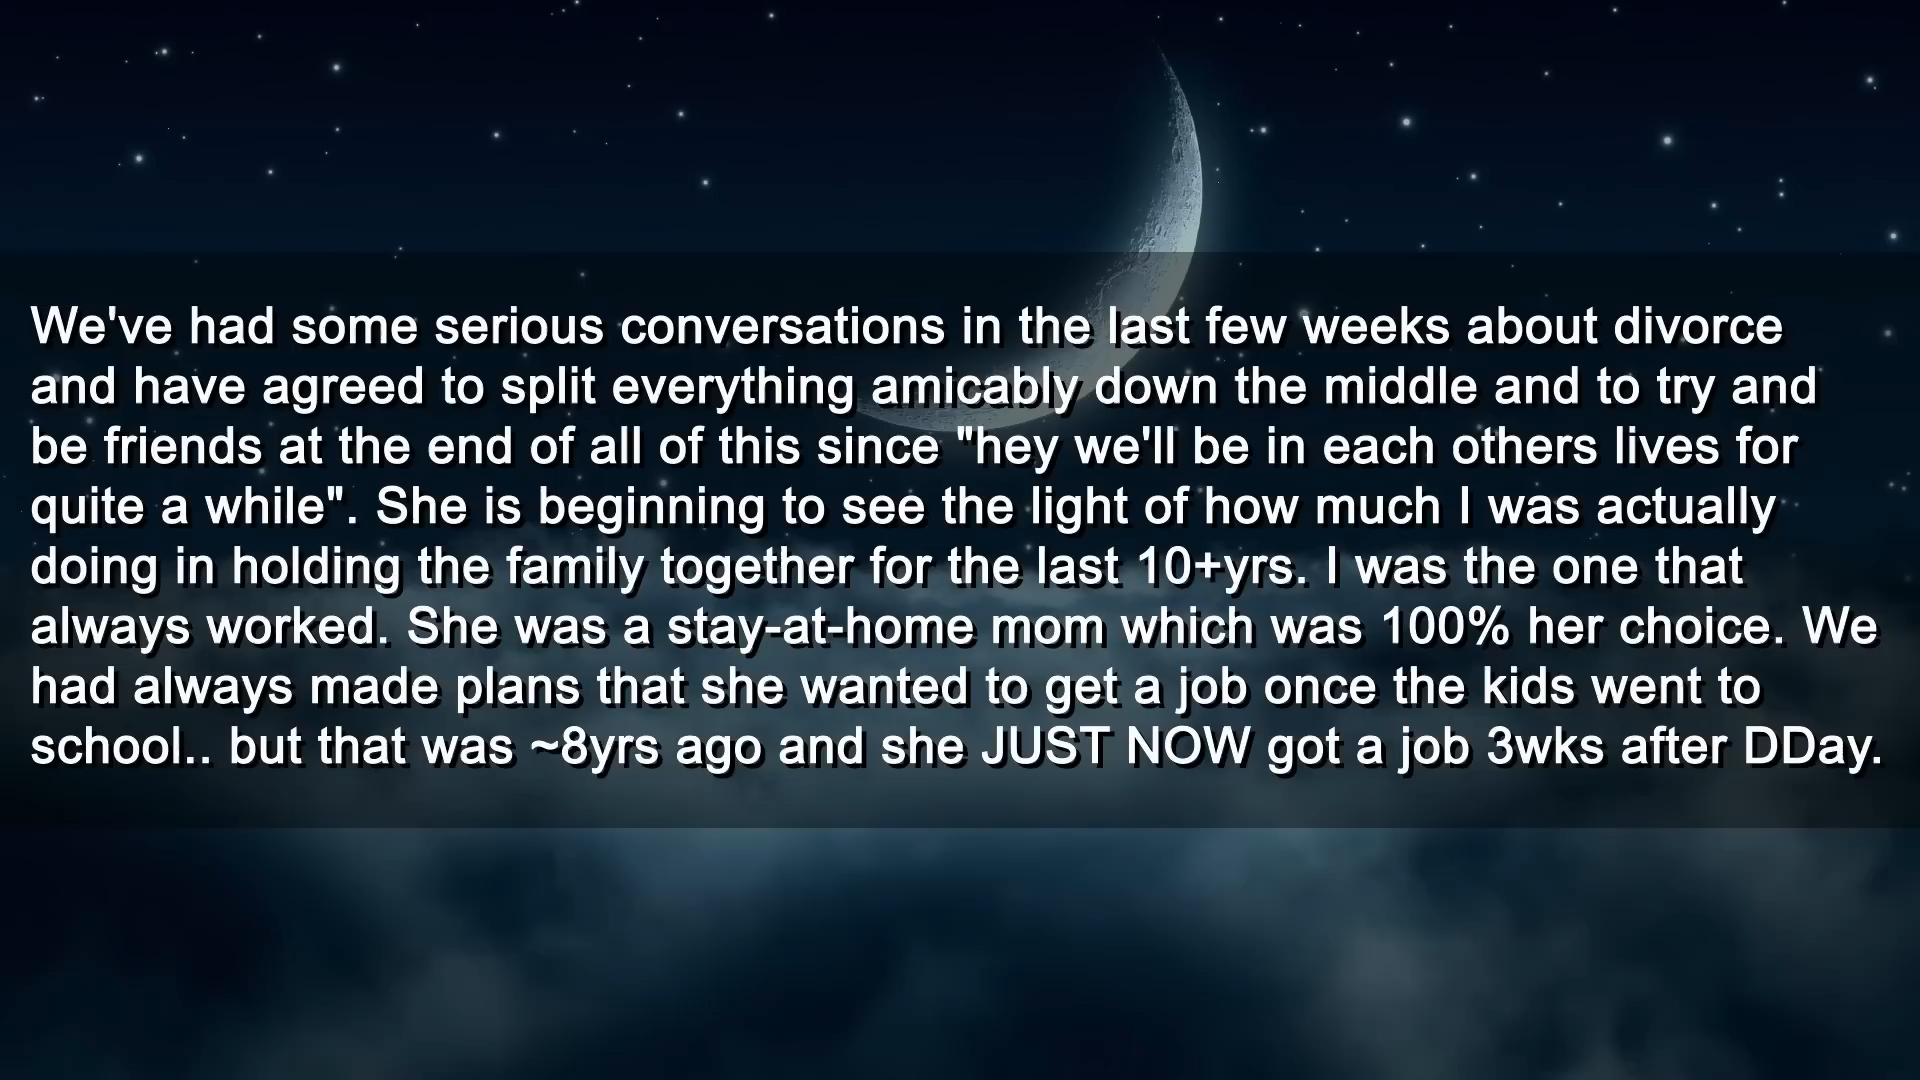 We've had some serious conversations in the last few weeks about divorce
and have agreed to split everything amicably down the middle and to try and
be friends at the end of all of this since "hey we'll be in each others lives for
quite a while". She is beginning to see the light of how much I was actually
doing in holding the family together for the last 10+yrs. I was the one that
always worked. She was a stay-at-home mom which was 100% her choice. We
had always made plans that she wanted to get a job once the kids went to
school.. but that was ~8yrs ago and she JUST NOW got a job 3wks after DDay.